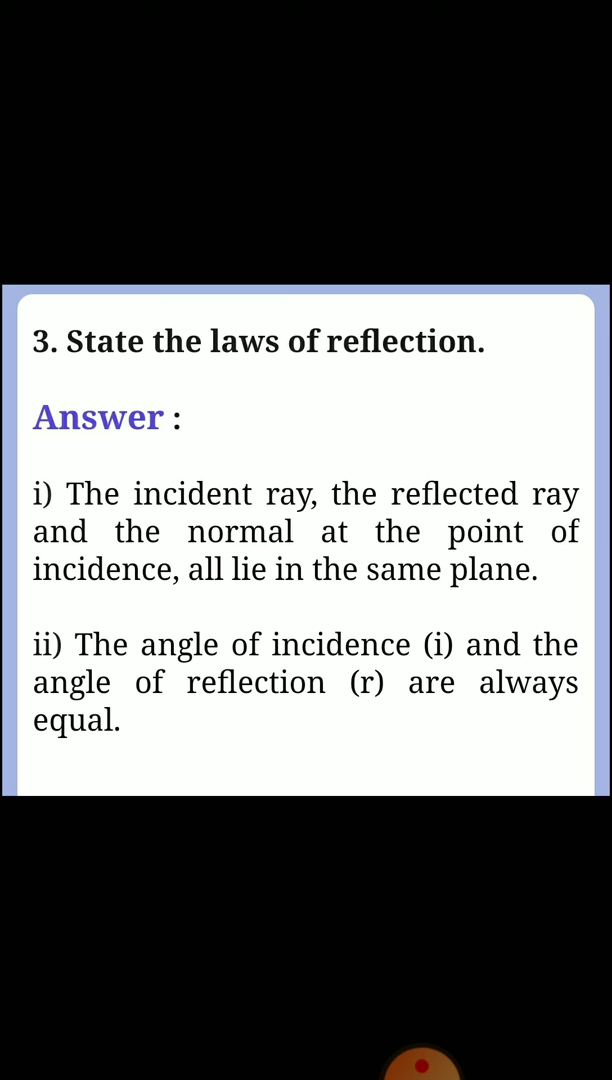 3. State the laws of reflection.
Answer :
i) The incident ray, the reflected ray
and the normal at the point of
incidence, all lie in the same plane.
ii) The angle of incidence (i) and the
angle of reflection (r) are always
equal.